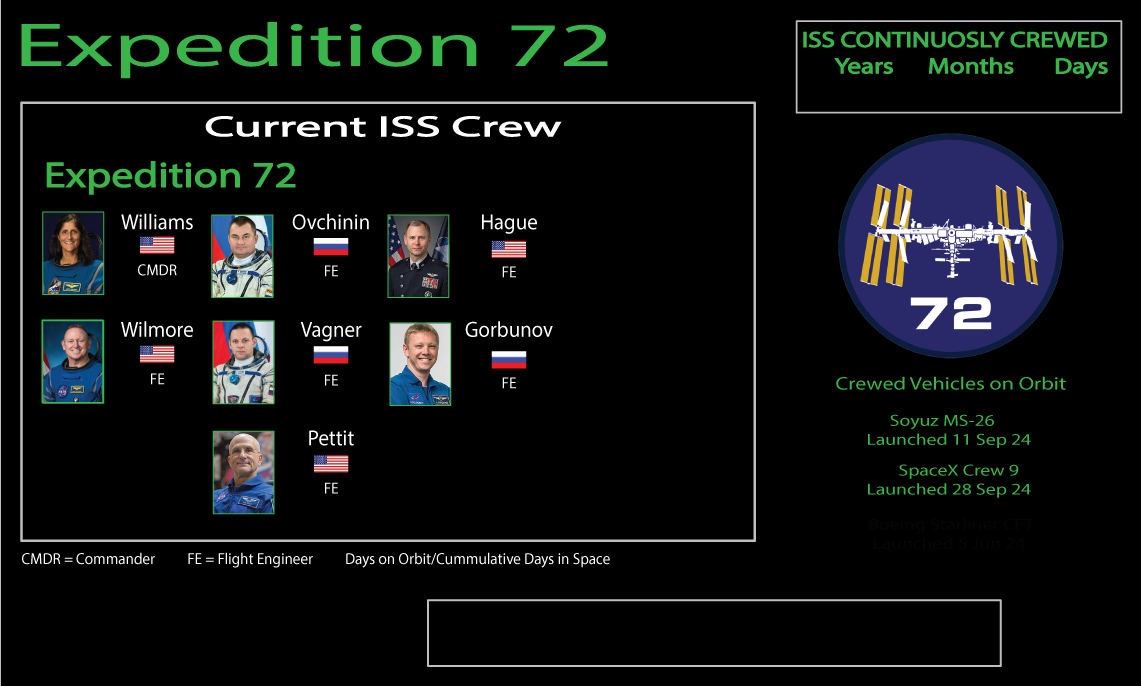 Expedition 72
ISS CONTINUOSLY CREWED
Years Months Days
Current ISS Crew
Expedition 72
Williams
CMDR
Ovchinin
FE
Hague
FE
Wilmore
FE
Vagner
FE
Gorbunov
FE
Pettit
FE
CMDR = Commander FE = Flight Engineer Days on Orbit/Cummulative Days in Space
72
Crewed Vehicles on Orbit
Soyuz MS-26
Launched 11 Sep 24
SpaceX Crew 9
Launched 28 Sep 24
Boeing Starliner CFT
Launched 5 Jun 24